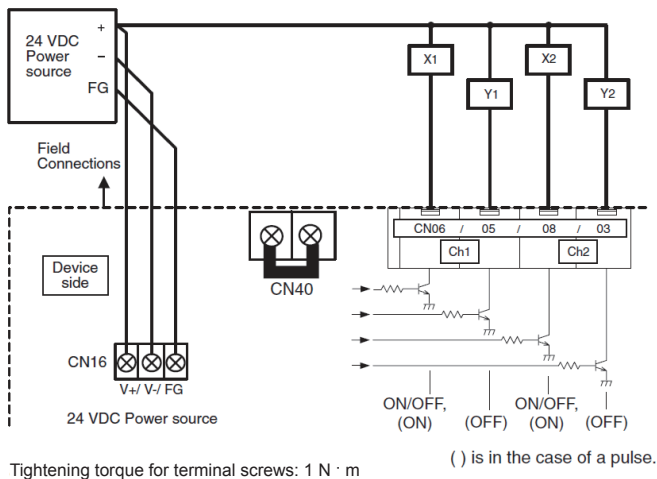 24 VDC
Power
source
+
−
FG
X1
Y1
X2
Y2
Field
Connections
CN06 / 05 / 08 / 03
Ch1
Ch2
Device
side
CN40
CN16
V+/ V-/ FG
24 VDC Power source
ON/OFF,
(ON)
(OFF)
ON/OFF,
(ON)
(OFF)
( ) is in the case of a pulse.
Tightening torque for terminal screws: 1 N · m